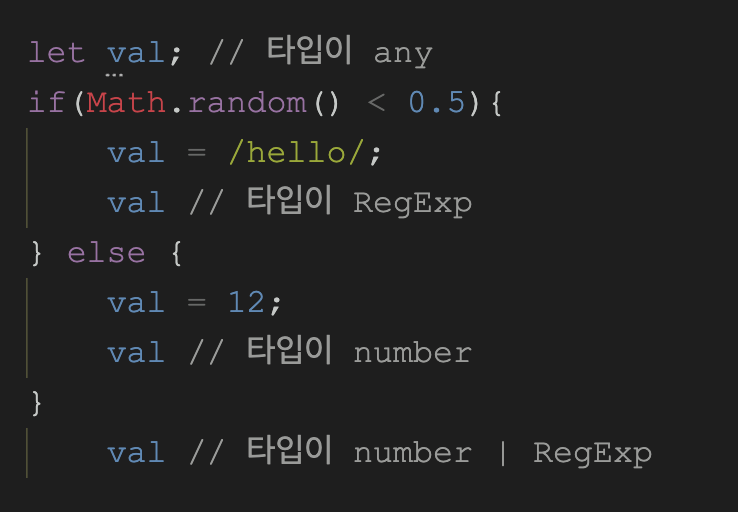 let val; // 타입이 any
if(Math.random() < 0.5){
    val = /hello/;
    val // 타입이 RegExp
} else {
    val = 12;
    val // 타입이 number
}
    val // 타입이 number | RegExp